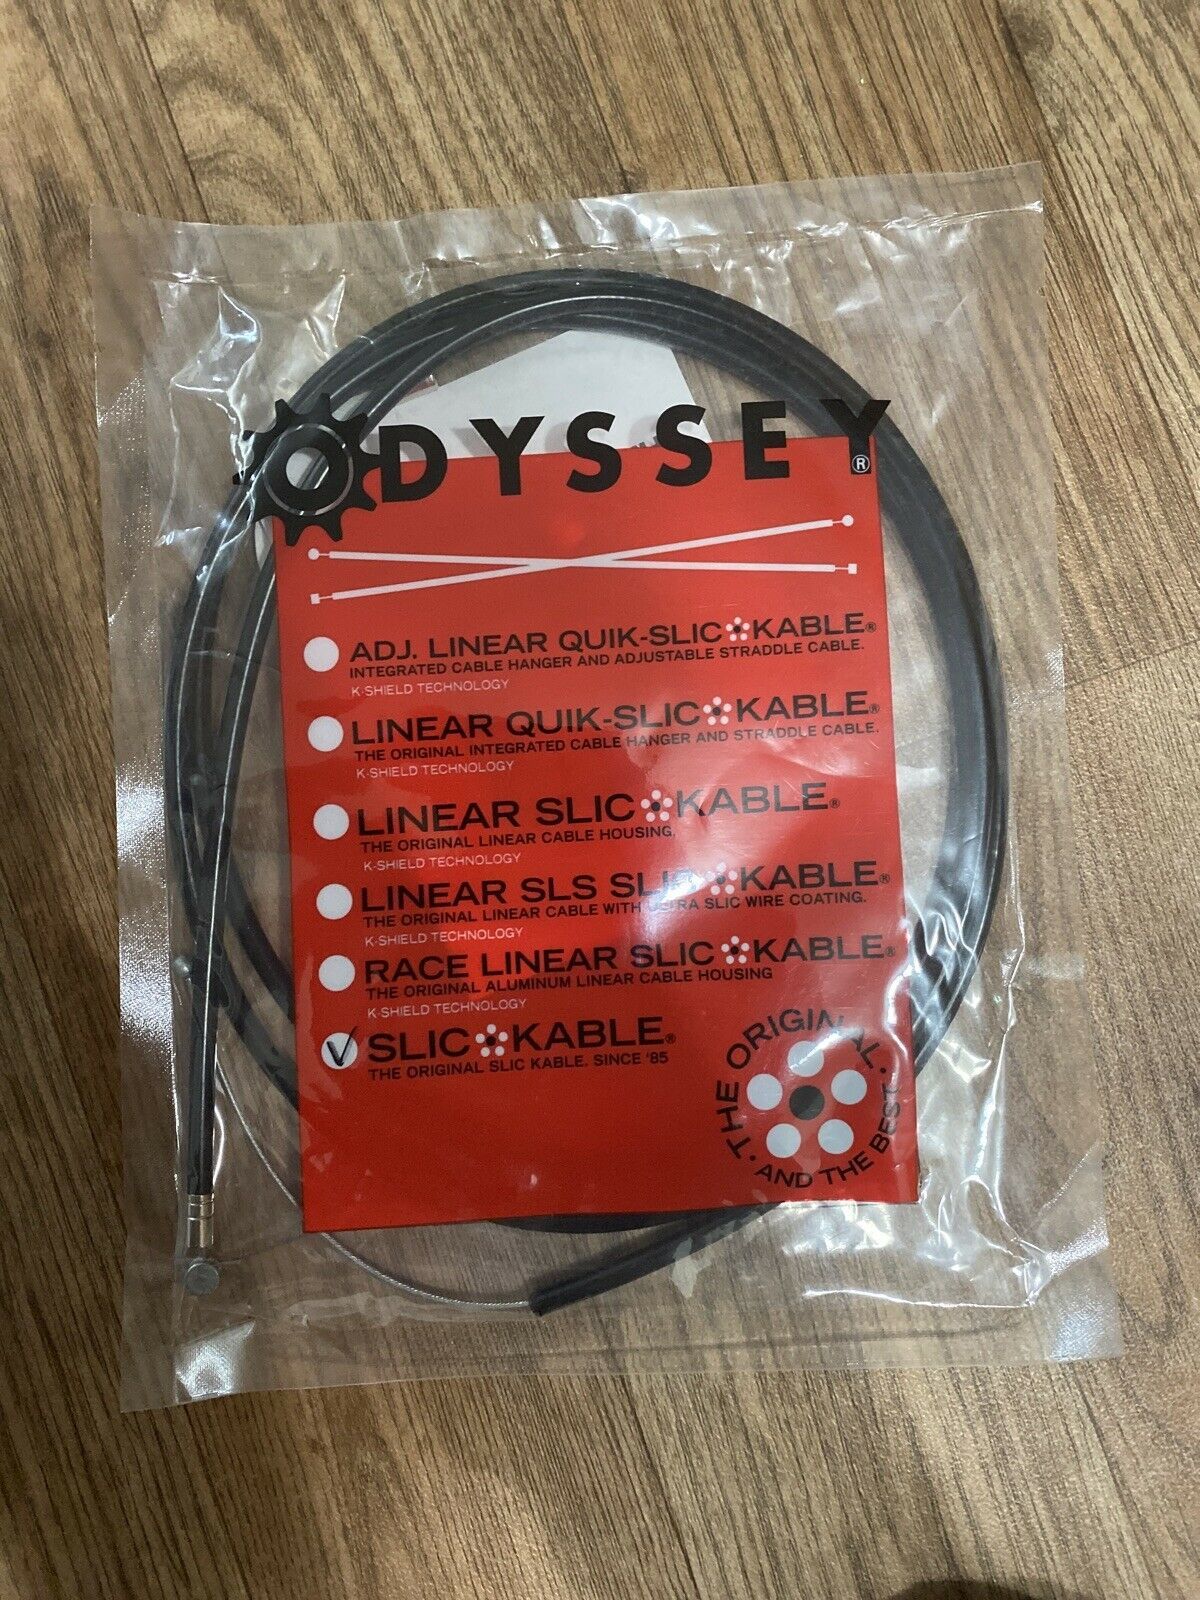 ODYSSEY®
ADJ. LINEAR QUIK-SLIC KABLE®
INTEGRATED CABLE HANGER AND ADJUSTABLE STRADDLE CABLE.
K-SHIELD TECHNOLOGY
LINEAR QUIK-SLIC KABLE®
THE ORIGINAL INTEGRATED CABLE HANGER AND STRADDLE CABLE.
K-SHIELD TECHNOLOGY
LINEAR SLIC KABLE®
THE ORIGINAL LINEAR CABLE HOUSING.
K-SHIELD TECHNOLOGY
LINEAR SLS SLIC KABLE®
THE ORIGINAL LINEAR CABLE WITH ULTRA SLIC WIRE COATING.
K-SHIELD TECHNOLOGY
RACE LINEAR SLIC KABLE®
THE ORIGINAL ALUMINUM LINEAR CABLE HOUSING
K-SHIELD TECHNOLOGY
SLIC KABLE®
THE ORIGINAL SLIC KABLE. SINCE '85
·THE ORIGINAL·
AND THE BEST